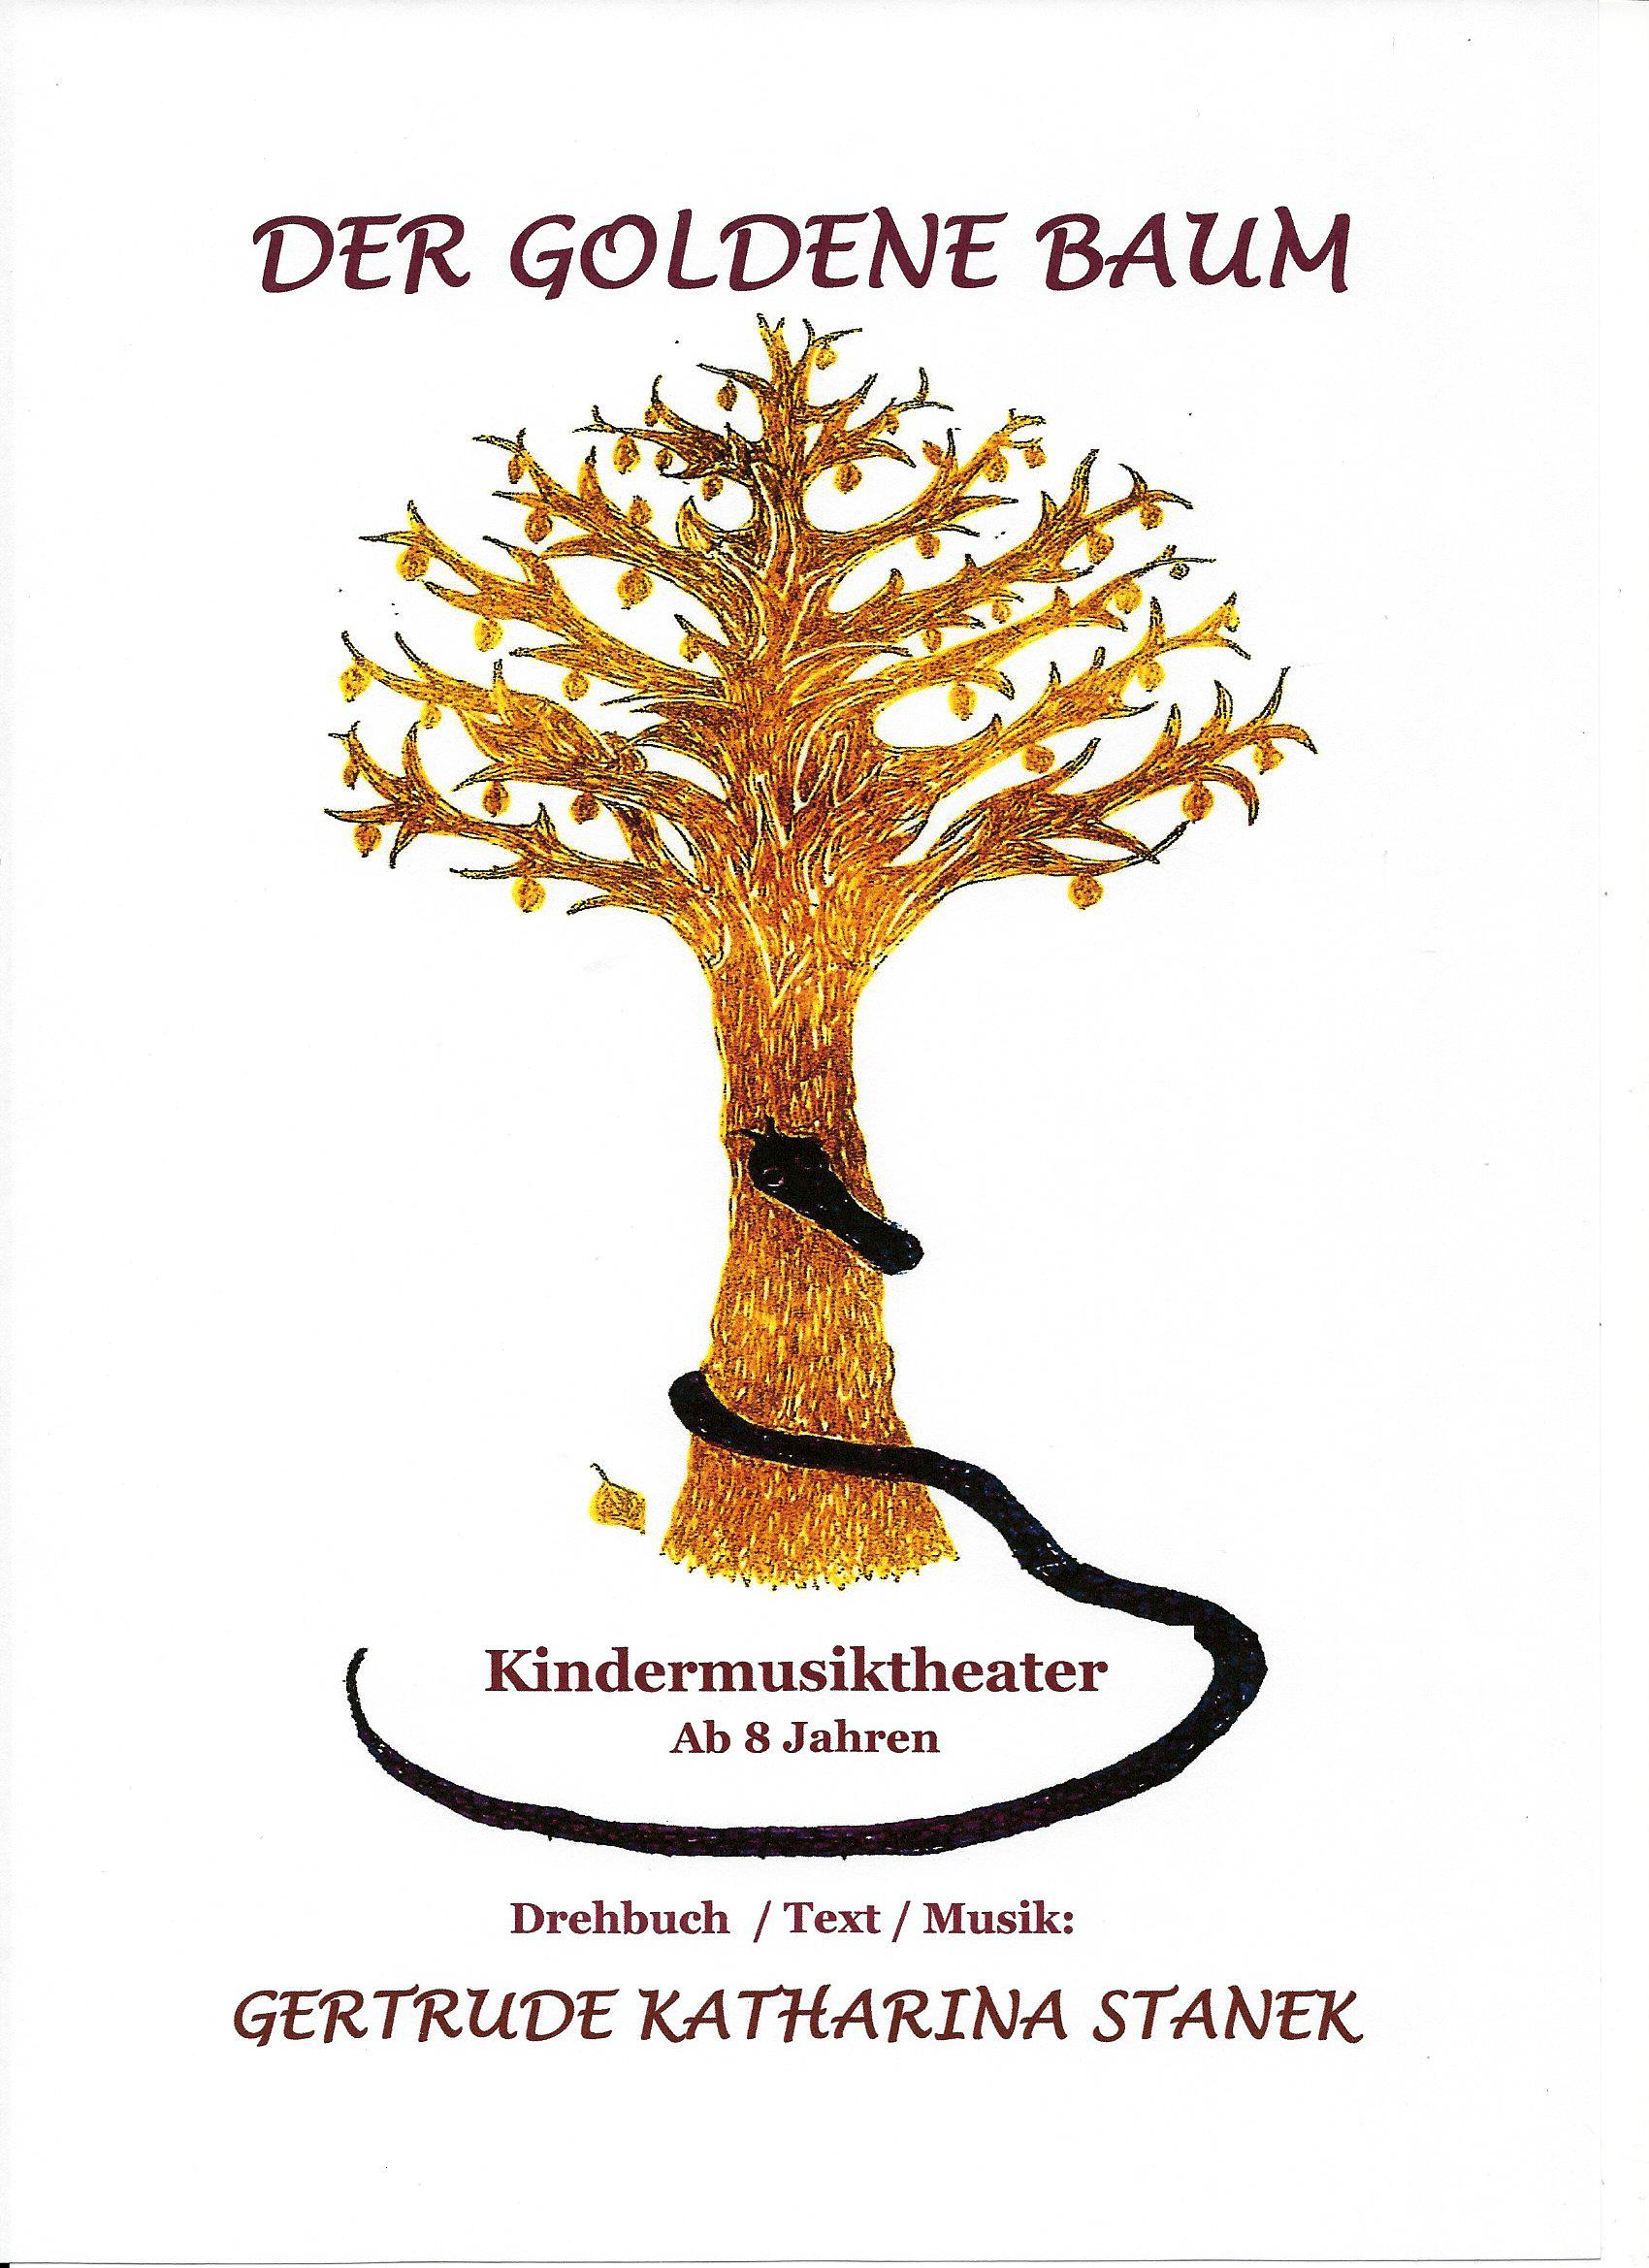 DER GOLDENE BAUM
Kindermusiktheater
Ab 8 Jahren
Drehbuch / Text / Musik:
GERTRUDE KATHARINA STANEK